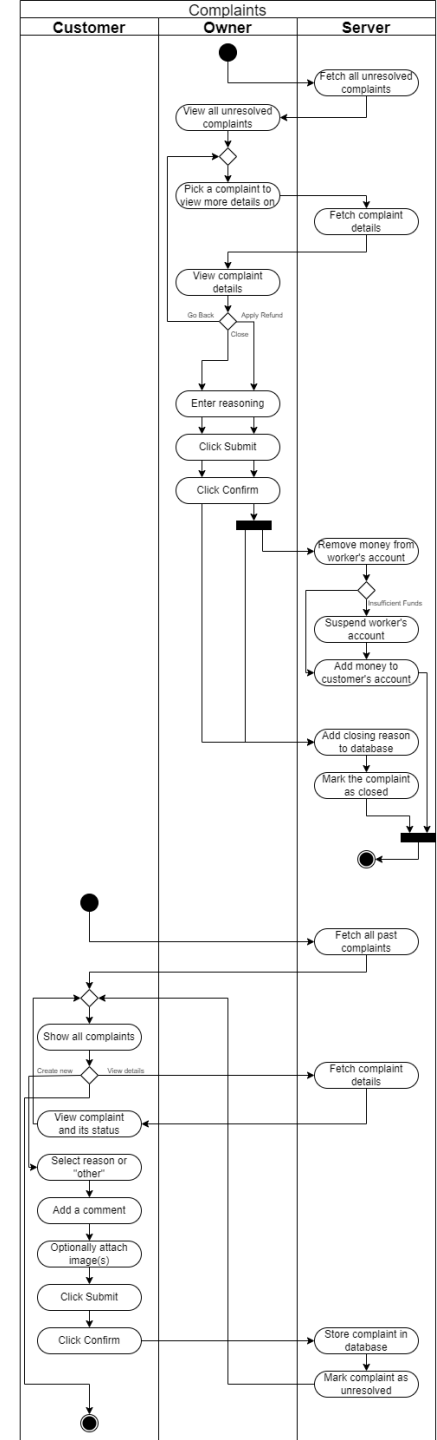 Complaints
Customer
Owner
Server
Fetch all unresolved
complaints
View all unresolved
complaints
Pick a complaint to
view more details on
Fetch complaint
details
View complaint
details
Go Back
Apply Refund
Close
Enter reasoning
Click Submit
Click Confirm
Remove money from
worker's account
Insufficient Funds
Suspend worker's
account
Add money to
customer's account
Add closing reason
to database
Mark the complaint
as closed
Fetch all past
complaints
Show all complaints
Create new
View details
Fetch complaint
details
View complaint
and its status
Select reason or
"other"
Add a comment
Optionally attach
image(s)
Click Submit
Click Confirm
Store complaint in
database
Mark complaint as
unresolved